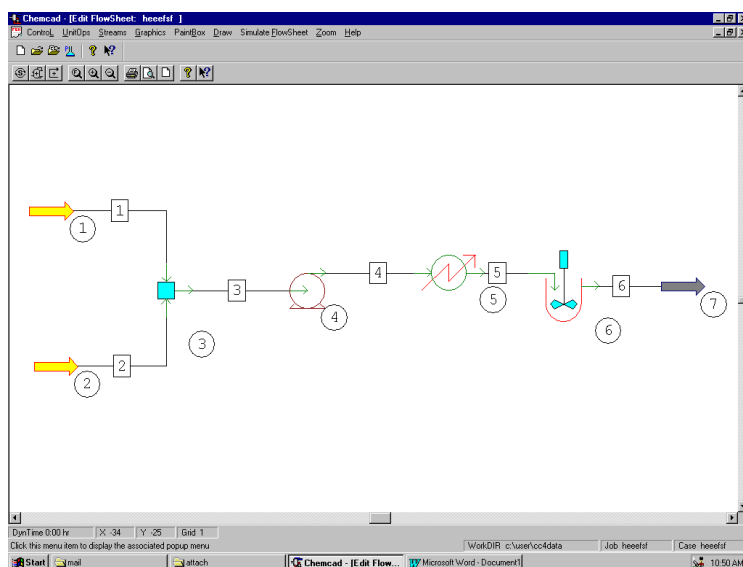 Chemcad - [Edit FlowSheet: heeefsf ]
ControL UnitOps Streams Graphics PaintBox Draw Simulate FlowSheet Zoom Help
1
1
2
2
3
3
4
4
5
5
6
6
7
DynTime 0:00 hr X -34 Y -25 Grid 1
Click this menu item to display the associated popup menu
WorkDIR c:\user\cc4data Job heeefsf Case heeefsf
Start mail attach Chemcad - [Edit Flow... Microsoft Word - Document1 10:50 AM